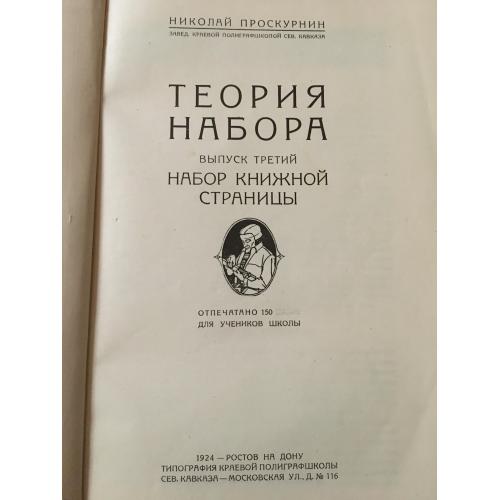 НИКОЛАЙ ПРОСКУРНИН
ЗАВЕД. КРАЕВОЙ ПОЛИГРАФШКОЛОЙ СЕВ. КАВКАЗА
ТЕОРИЯ
НАБОРА
ВЫПУСК ТРЕТИЙ
НАБОР КНИЖНОЙ
СТРАНИЦЫ
ОТПЕЧАТАНО 150
ДЛЯ УЧЕНИКОВ ШКОЛЫ
1924 — РОСТОВ НА ДОНУ
ТИПОГРАФИЯ КРАЕВОЙ ПОЛИГРАФШКОЛЫ
СЕВ. КАВКАЗА — МОСКОВСКАЯ УЛ., Д. № 116